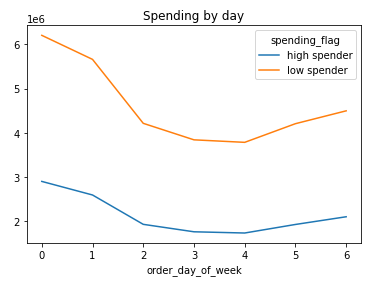 Spending by day
1e6
spending_flag
high spender
low spender
6
5
4
3
2
0 1 2 3 4 5 6
order_day_of_week